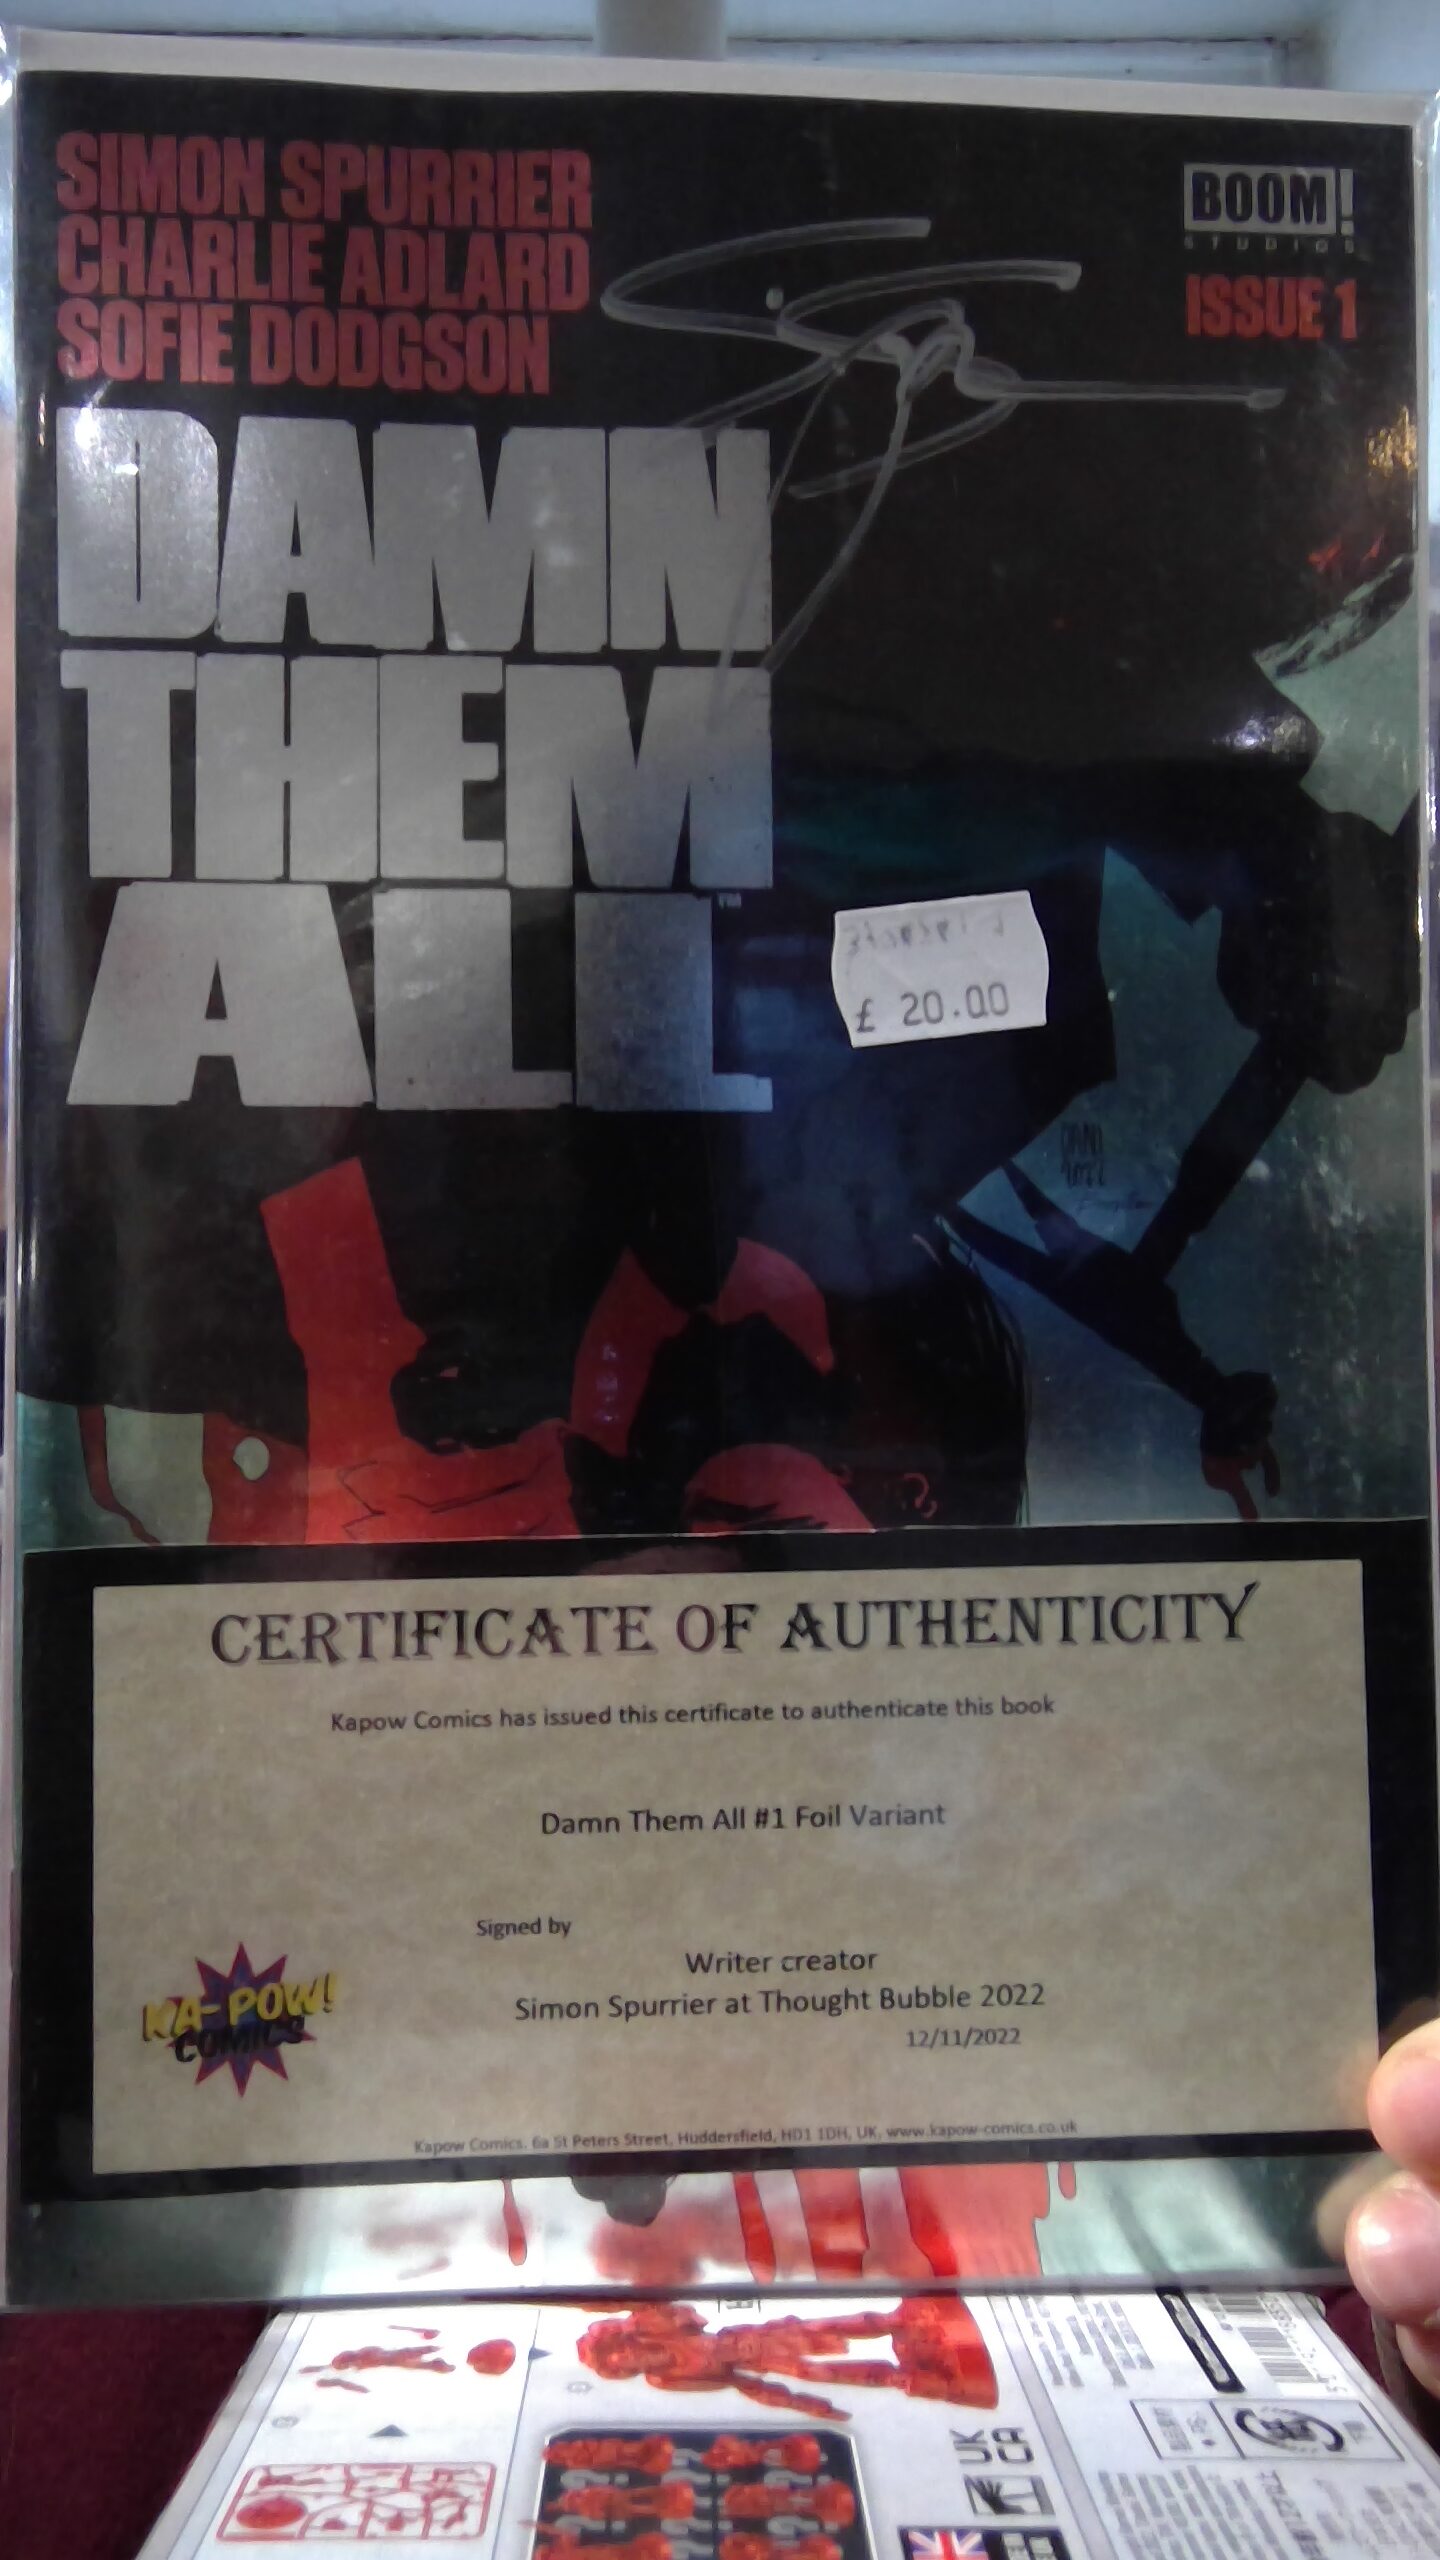 SIMON SPURRIER
CHARLIE ADLARD
SOFIE DODGSON
BOOM!
STUDIOS
ISSUE 1
DAMN
THEM
ALL
TM
£ 20.00
DANI
2022
CERTIFICATE OF AUTHENTICITY
Kapow Comics has issued this certificate to authenticate this book
Damn Them All #1 Foil Variant
Signed by
Writer creator
Simon Spurrier at Thought Bubble 2022
12/11/2022
KA-POW!
COMICS
Kapow Comics. 6a St Peters Street, Huddersfield, HD1 1DH, UK, www.kapow-comics.co.uk
UK
CA